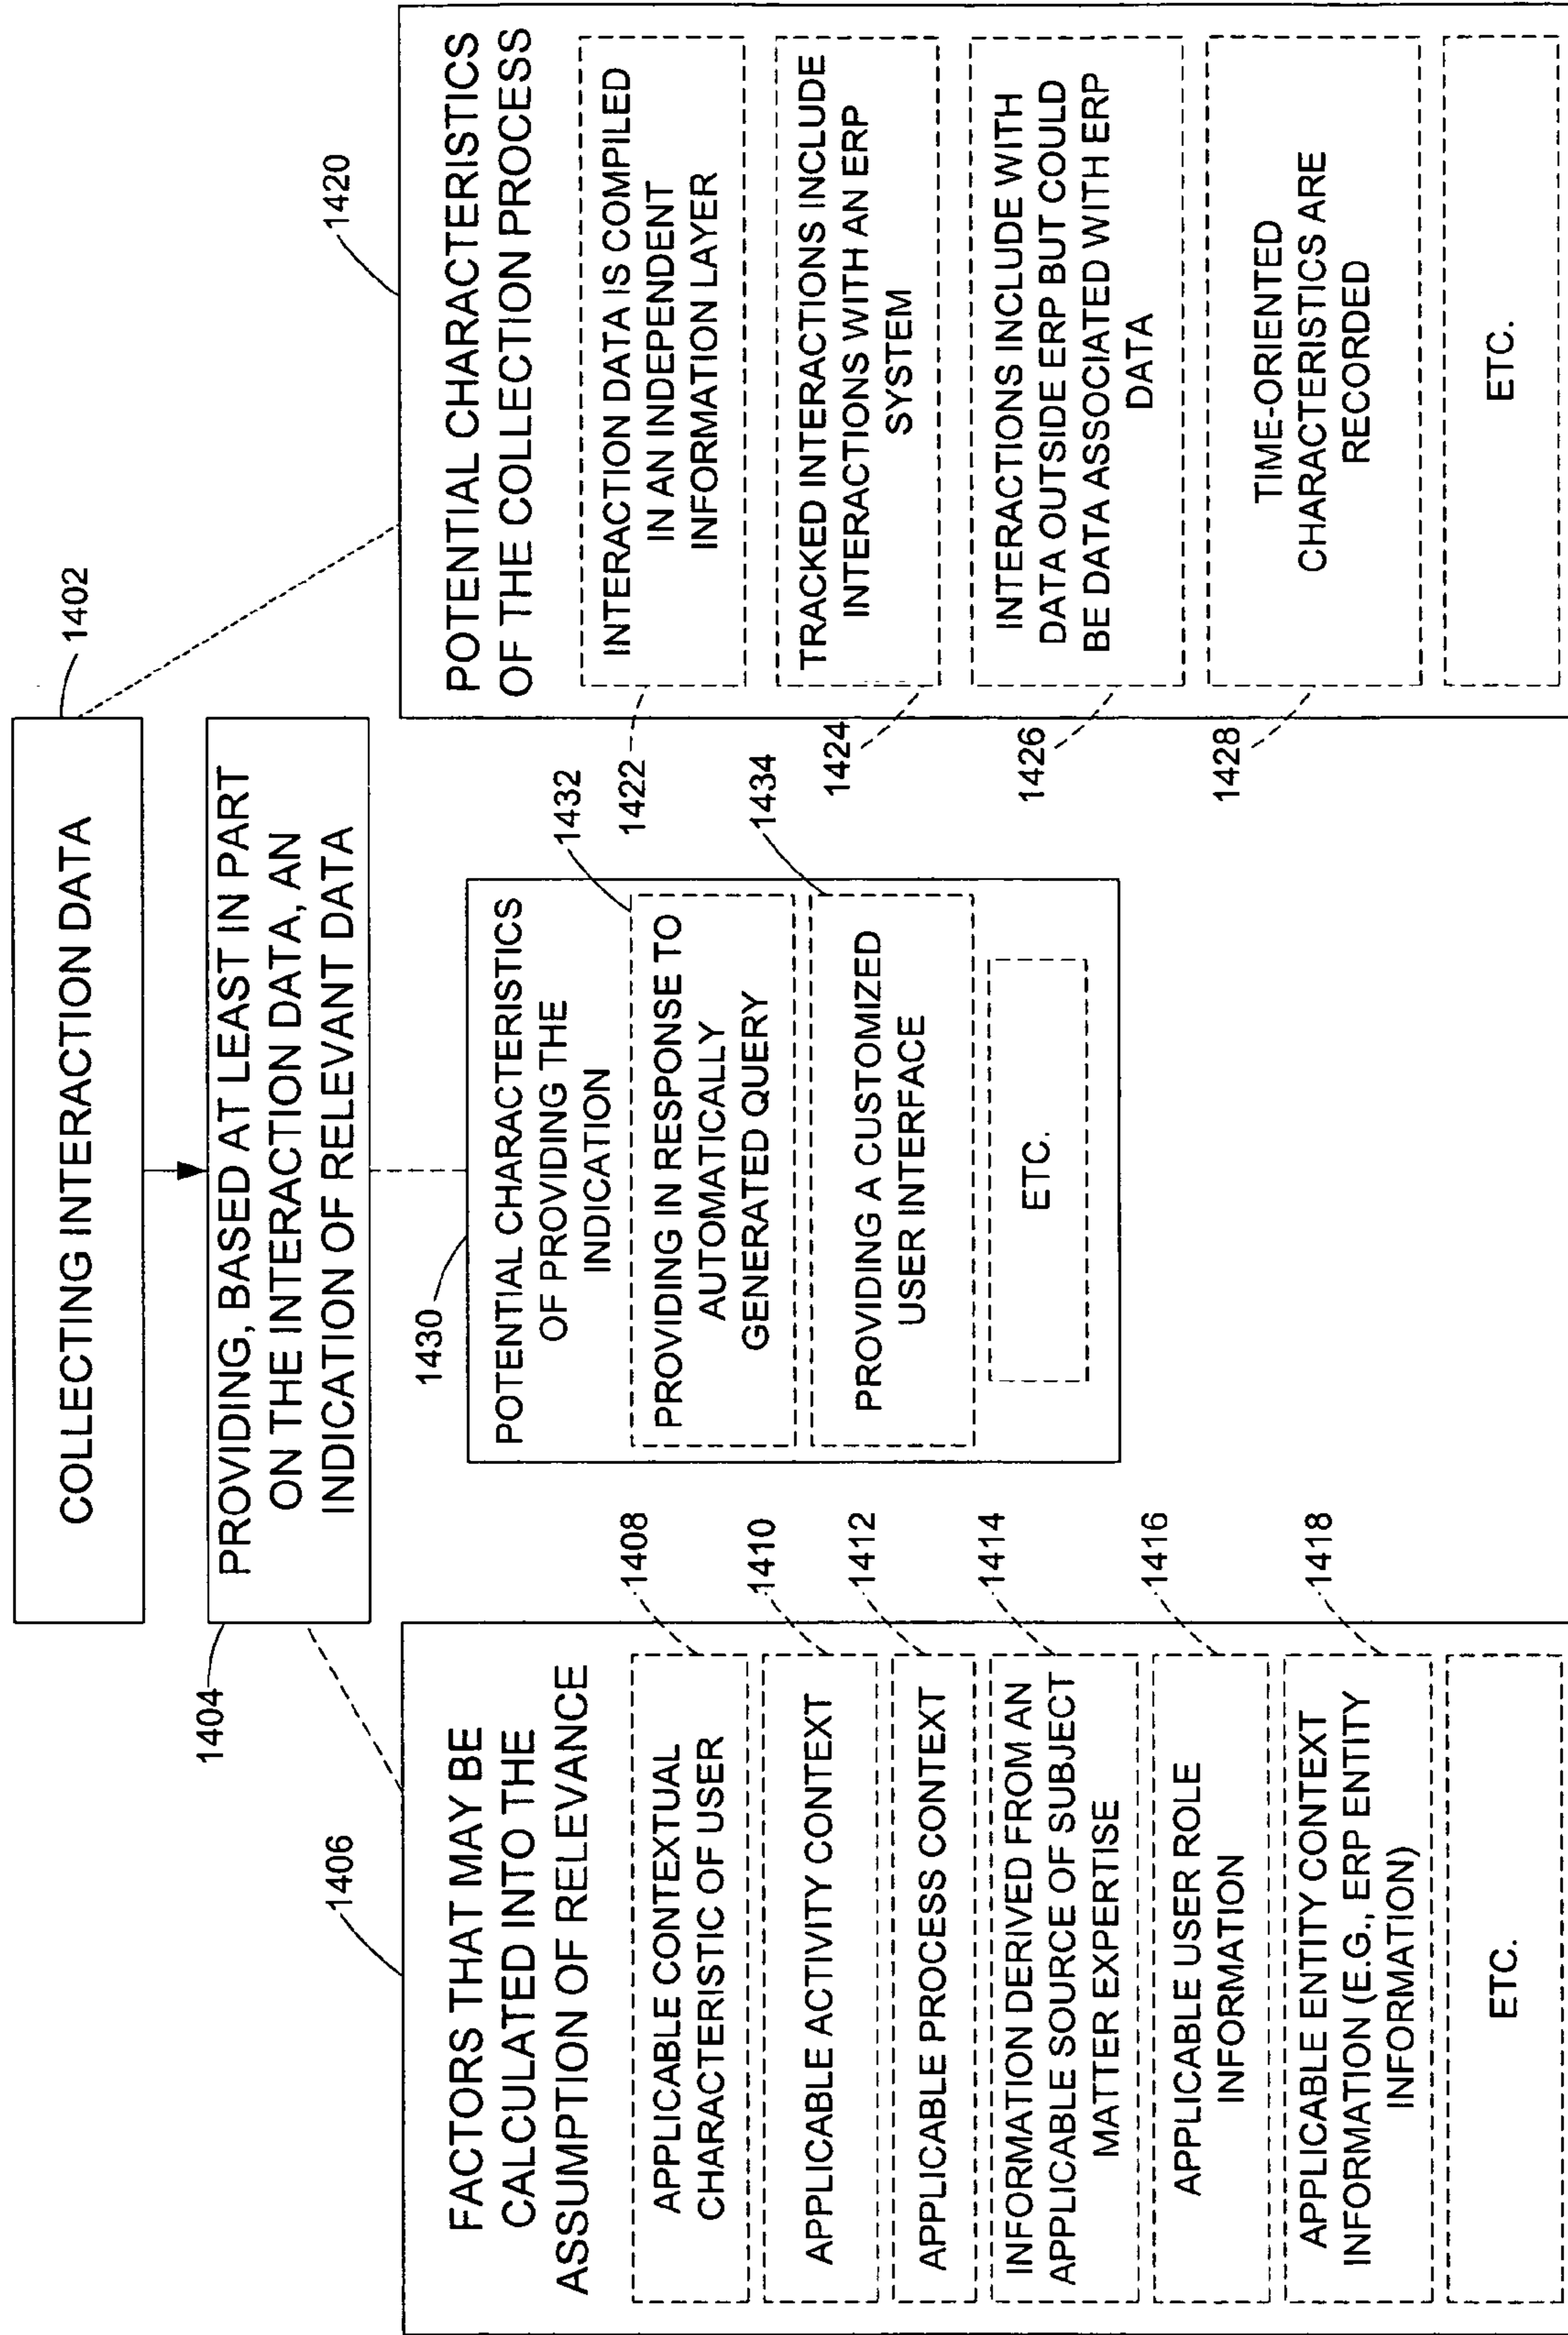 COLLECTING INTERACTION DATA
1402
PROVIDING, BASED AT LEAST IN PART
ON THE INTERACTION DATA, AN
INDICATION OF RELEVANT DATA
1404
1406
FACTORS THAT MAY BE
CALCULATED INTO THE
ASSUMPTION OF RELEVANCE
APPLICABLE CONTEXTUAL
CHARACTERISTIC OF USER
1408
APPLICABLE ACTIVITY CONTEXT
1410
APPLICABLE PROCESS CONTEXT
1412
INFORMATION DERIVED FROM AN
APPLICABLE SOURCE OF SUBJECT
MATTER EXPERTISE
1414
APPLICABLE USER ROLE
INFORMATION
1416
APPLICABLE ENTITY CONTEXT
INFORMATION (E.G., ERP ENTITY
INFORMATION)
1418
ETC.
1430
POTENTIAL CHARACTERISTICS
OF PROVIDING THE
INDICATION
PROVIDING IN RESPONSE TO
AUTOMATICALLY
GENERATED QUERY
1432
PROVIDING A CUSTOMIZED
USER INTERFACE
1434
ETC.
1420
POTENTIAL CHARACTERISTICS
OF THE COLLECTION PROCESS
INTERACTION DATA IS COMPILED
IN AN INDEPENDENT
INFORMATION LAYER
1422
TRACKED INTERACTIONS INCLUDE
INTERACTIONS WITH AN ERP
SYSTEM
1424
INTERACTIONS INCLUDE WITH
DATA OUTSIDE ERP BUT COULD
BE DATA ASSOCIATED WITH ERP
DATA
1426
TIME-ORIENTED
CHARACTERISTICS ARE
RECORDED
1428
ETC.